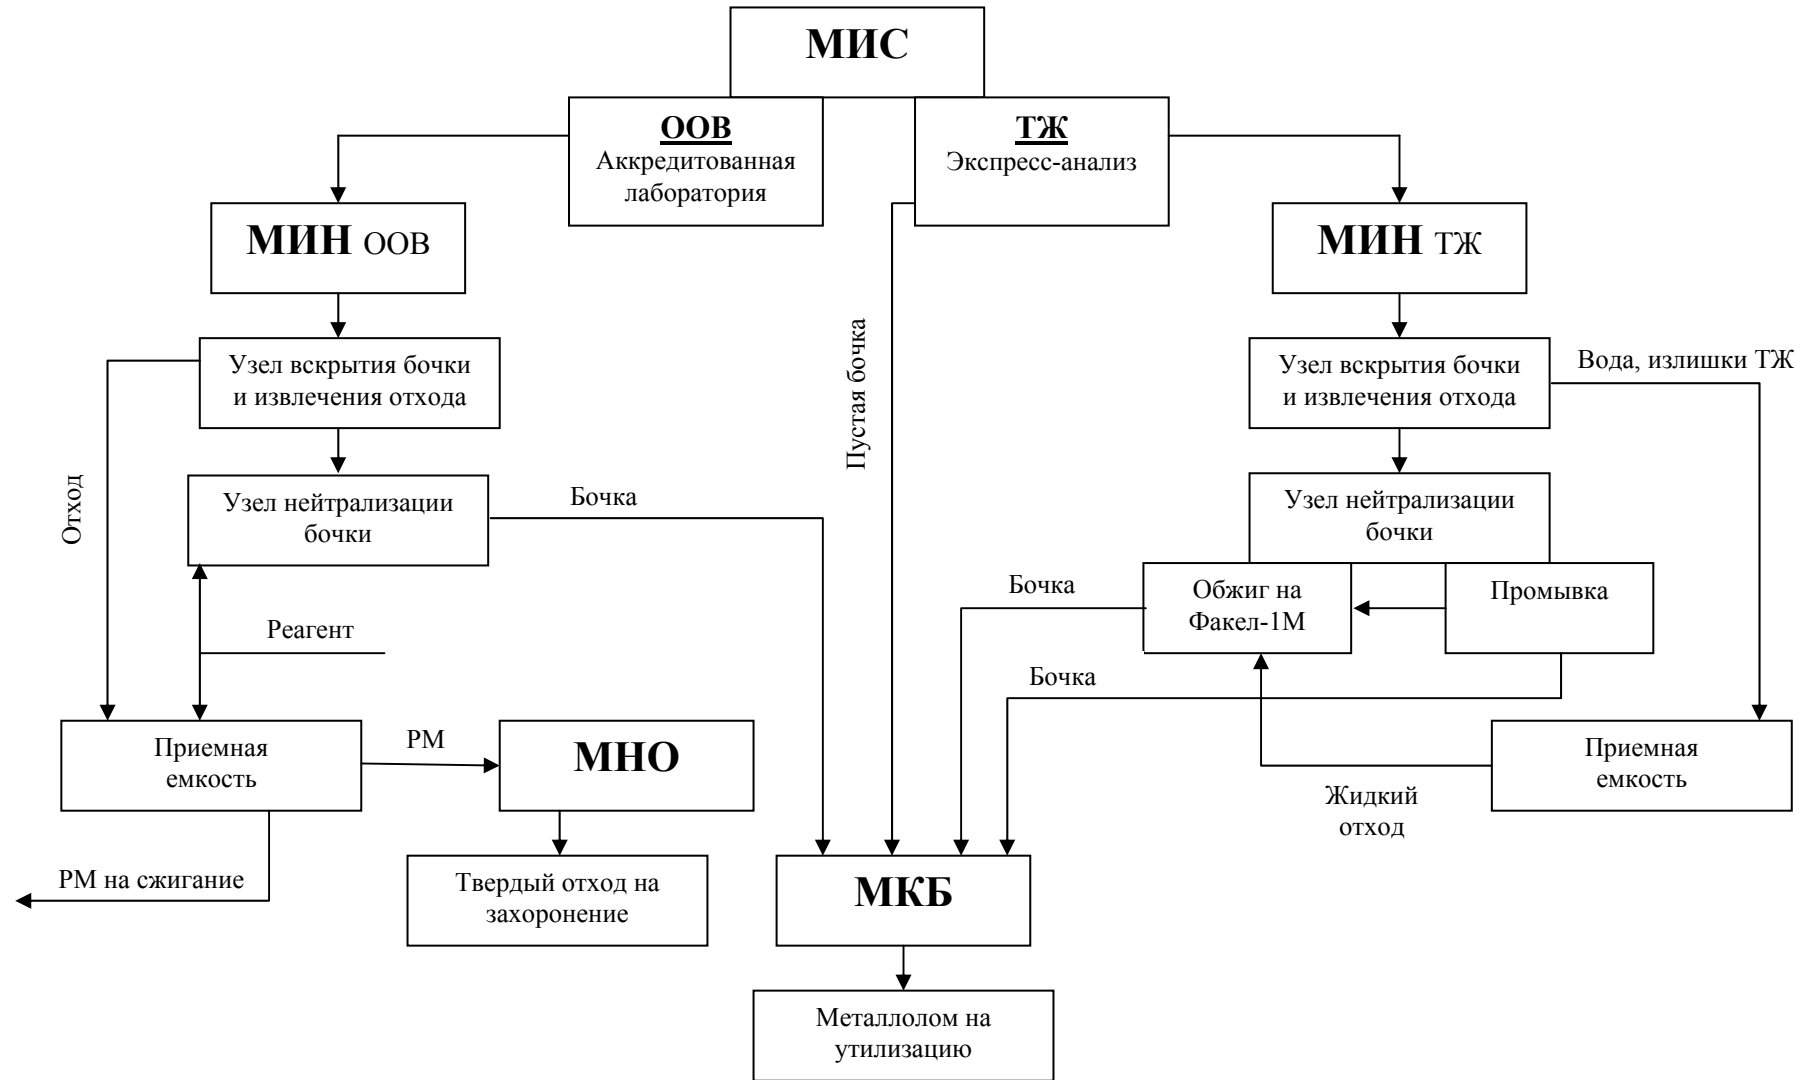 МИС
ООВ
Аккредитованная
лаборатория
ТЖ
Экспресс-анализ
МИН ООВ
МИН ТЖ
Узел вскрытия бочки
и извлечения отхода
Пустая бочка
Узел вскрытия бочки
и извлечения отхода
Вода, излишки ТЖ
Отход
Узел нейтрализации
бочки
Бочка
Узел нейтрализации
бочки
Бочка
Обжиг на
Факел-1М
Промывка
Реагент
Бочка
Приемная
емкость
РМ
МНО
Приемная
емкость
Жидкий
отход
РМ на сжигание
Твердый отход на
захоронение
МКБ
Металлолом на
утилизацию